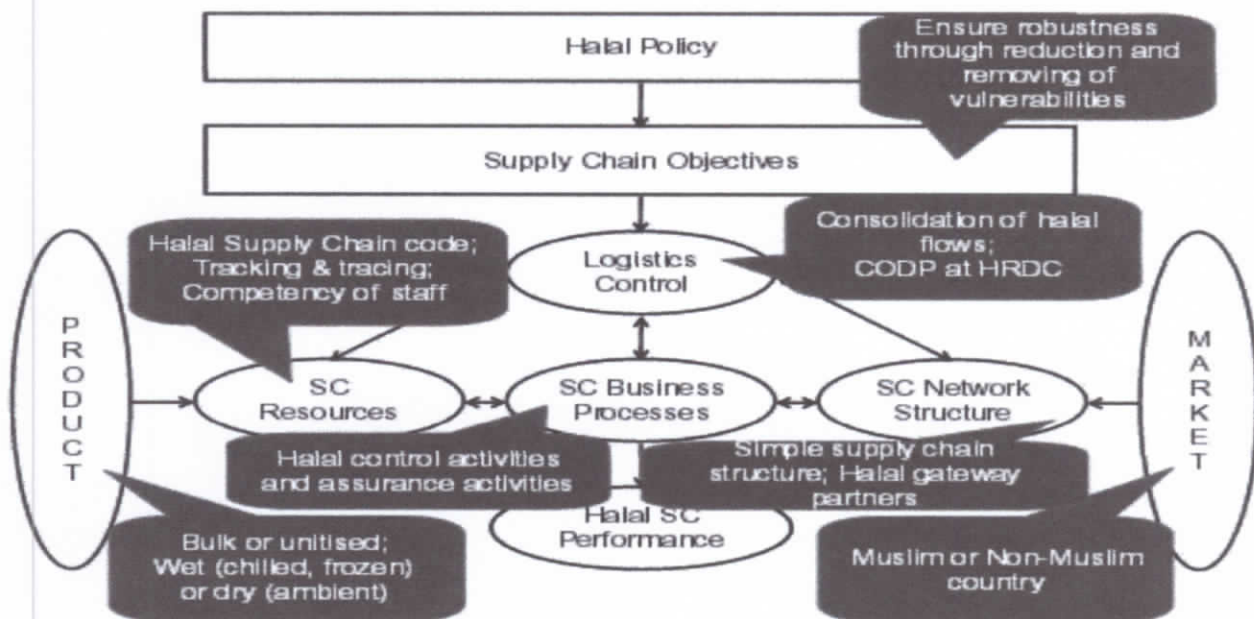 Halal Policy
Ensure robustness
through reduction and
removing of
vulnerabilities
Supply Chain Objectives
Halal Supply Chain code;
Tracking & tracing;
Competency of staff
Logistics
Control
Consolidation of halal
flows;
CODP at HRDC
PRODUCT
SC
Resources
SC Business
Processes
SC Network
Structure
MARKET
Halal control activities
and assurance activities
Simple supply chain
structure; Halal gateway
partners
Halal SC
Performance
Bulk or unitised;
Wet (chilled, frozen)
or dry (ambient)
Muslim or Non-Muslim
country